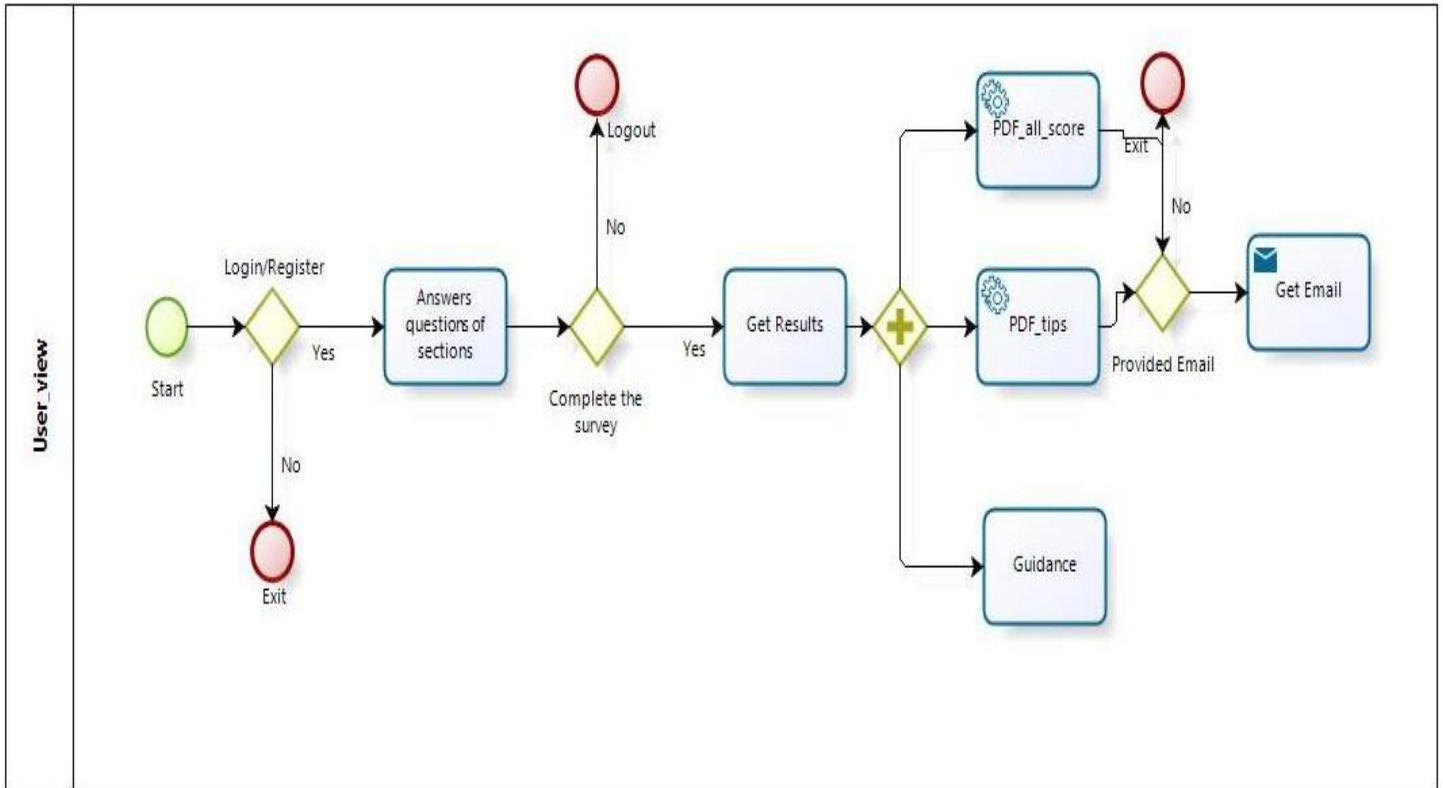 User_view
Start
Login/Register
Yes
No
Exit
Answers
questions of
sections
Logout
No
Complete the
survey
Yes
Get Results
PDF_all_score
Exit
No
PDF_tips
Provided Email
Get Email
Guidance